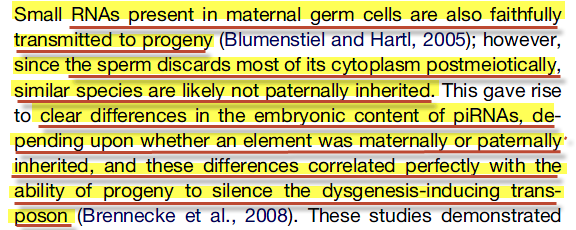 Small RNAs present in maternal germ cells are also faithfully
transmitted to progeny (Blumenstiel and Hartl, 2005); however,
since the sperm discards most of its cytoplasm postmeiotically,
similar species are likely not paternally inherited. This gave rise
to clear differences in the embryonic content of piRNAs, de-
pending upon whether an element was maternally or paternally
inherited, and these differences correlated perfectly with the
ability of progeny to silence the dysgenesis-inducing trans-
poson (Brennecke et al., 2008). These studies demonstrated